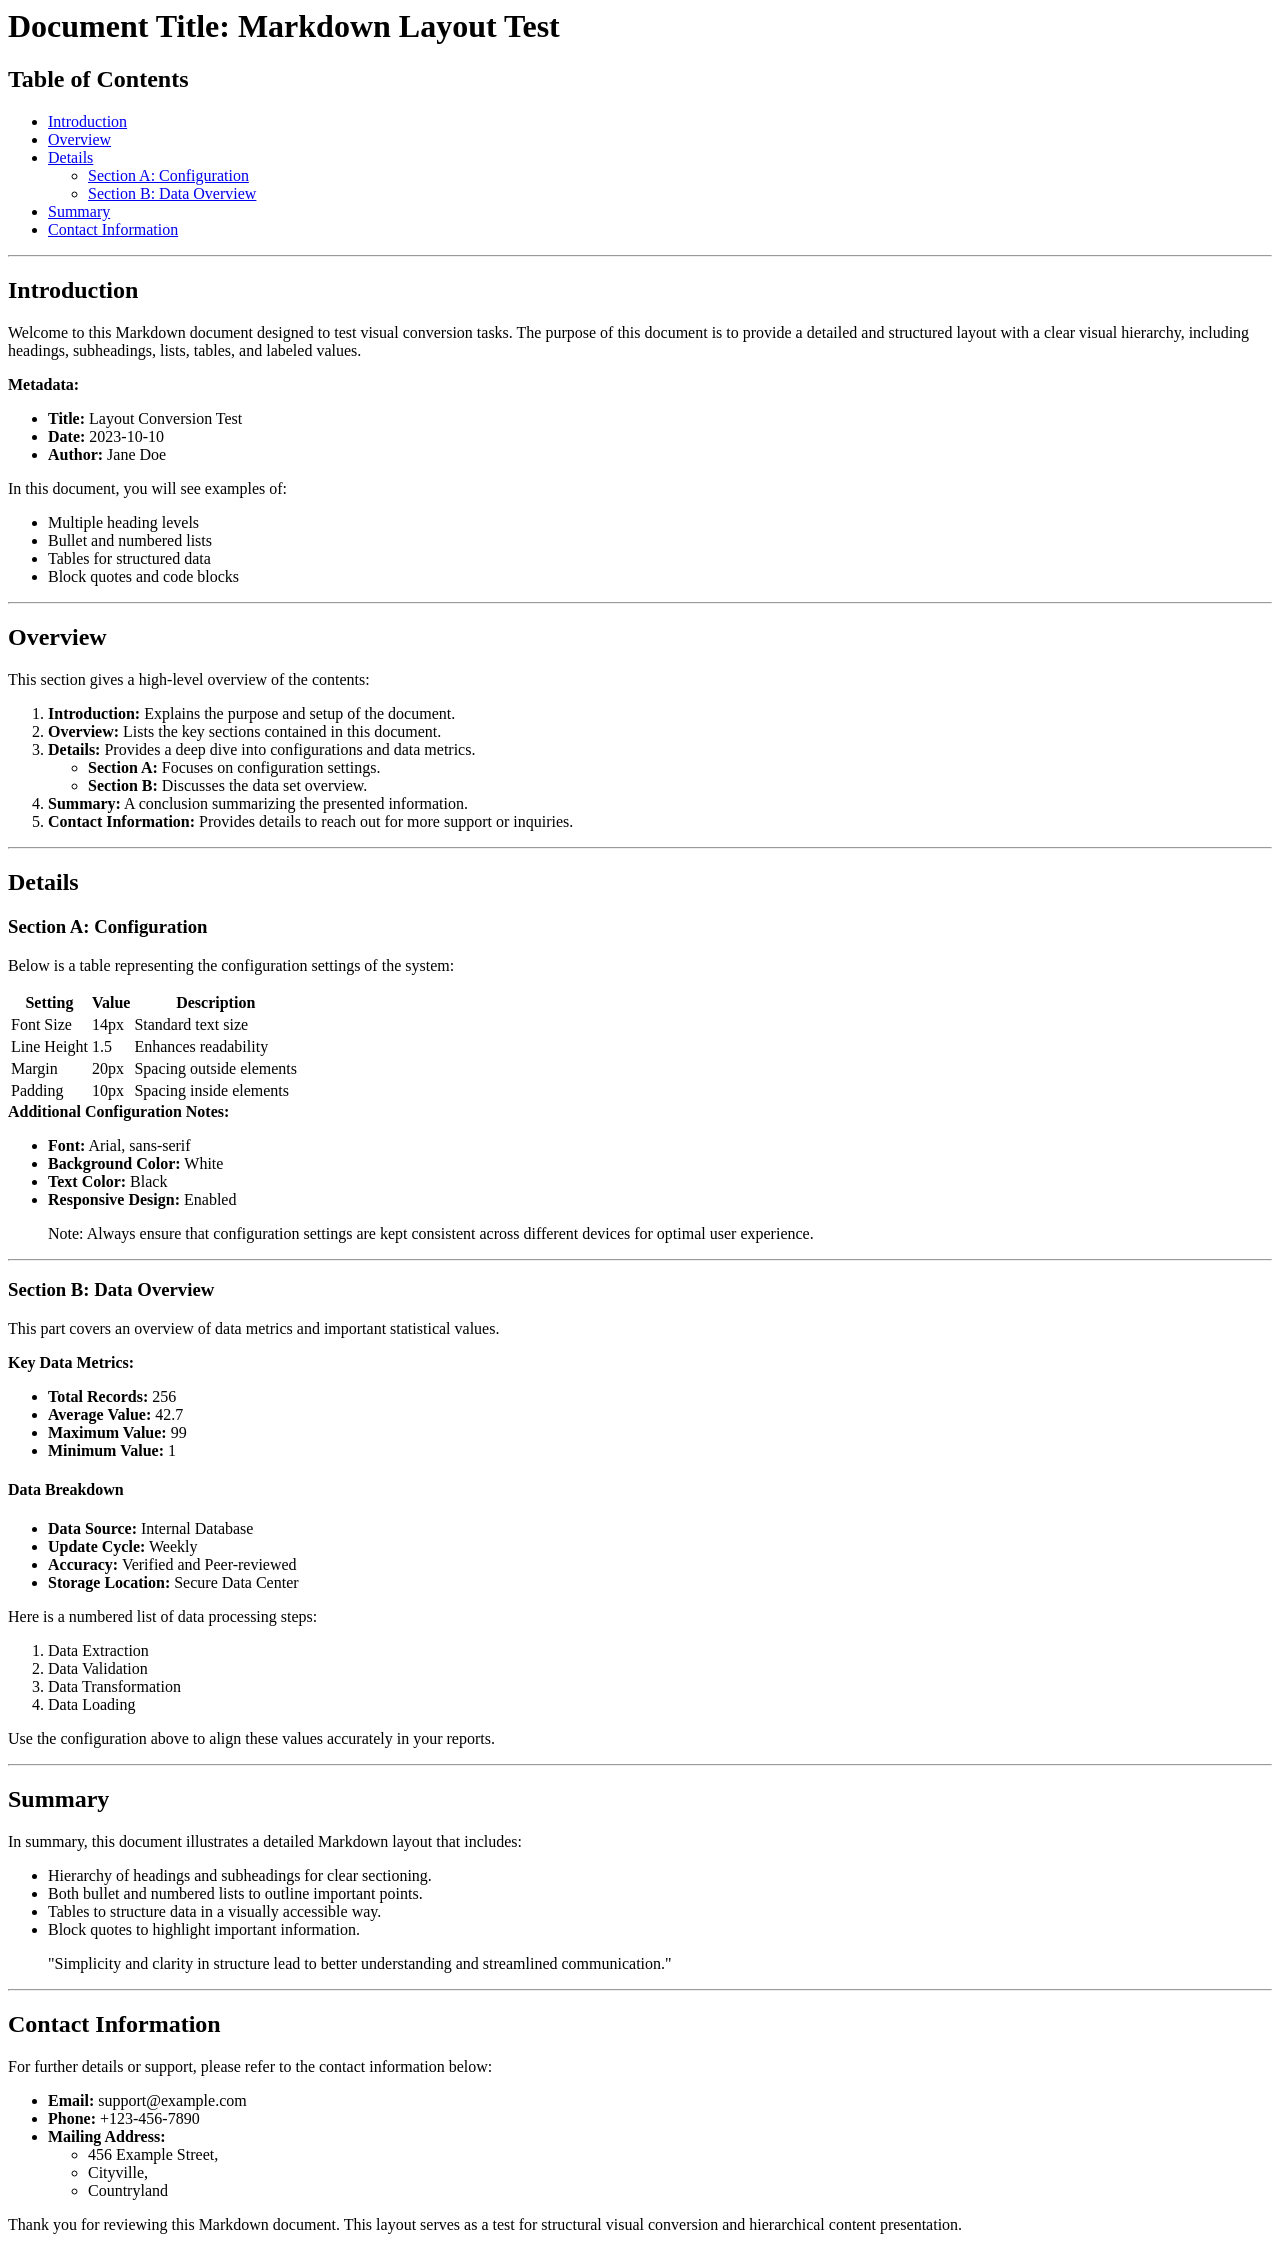 Document Title: Markdown Layout Test
Table of Contents
Introduction
Overview
Details
Section A: Configuration
Section B: Data Overview
Summary
Contact Information
Introduction
Welcome to this Markdown document designed to test visual conversion tasks. The purpose of this document is to provide a detailed and structured layout with a clear visual hierarchy, including
headings, subheadings, lists, tables, and labeled values.
Metadata:
Title: Layout Conversion Test
Date: 2023-10-10
Author: Jane Doe
In this document, you will see examples of:
Multiple heading levels
Bullet and numbered lists
Tables for structured data
Block quotes and code blocks
Overview
This section gives a high-level overview of the contents:
1. Introduction: Explains the purpose and setup of the document.
2. Overview: Lists the key sections contained in this document.
3. Details: Provides a deep dive into configurations and data metrics.
Section A: Focuses on configuration settings.
Section B: Discusses the data set overview.
4. Summary: A conclusion summarizing the presented information.
5. Contact Information: Provides details to reach out for more support or inquiries.
Details
Section A: Configuration
Below is a table representing the configuration settings of the system:
Setting Value Description
Font Size 14px Standard text size
Line Height 1.5 Enhances readability
Margin 20px Spacing outside elements
Padding 10px Spacing inside elements
Additional Configuration Notes:
Font: Arial, sans-serif
Background Color: White
Text Color: Black
Responsive Design: Enabled
Note: Always ensure that configuration settings are kept consistent across different devices for optimal user experience.
Section B: Data Overview
This part covers an overview of data metrics and important statistical values.
Key Data Metrics:
Total Records: 256
Average Value: 42.7
Maximum Value: 99
Minimum Value: 1
Data Breakdown
Data Source: Internal Database
Update Cycle: Weekly
Accuracy: Verified and Peer-reviewed
Storage Location: Secure Data Center
Here is a numbered list of data processing steps:
1. Data Extraction
2. Data Validation
3. Data Transformation
4. Data Loading
Use the configuration above to align these values accurately in your reports.
Summary
In summary, this document illustrates a detailed Markdown layout that includes:
Hierarchy of headings and subheadings for clear sectioning.
Both bullet and numbered lists to outline important points.
Tables to structure data in a visually accessible way.
Block quotes to highlight important information.
"Simplicity and clarity in structure lead to better understanding and streamlined communication."
Contact Information
For further details or support, please refer to the contact information below:
Email: support@example.com
Phone: +123-456-7890
Mailing Address:
456 Example Street,
Cityville,
Countryland
Thank you for reviewing this Markdown document. This layout serves as a test for structural visual conversion and hierarchical content presentation.